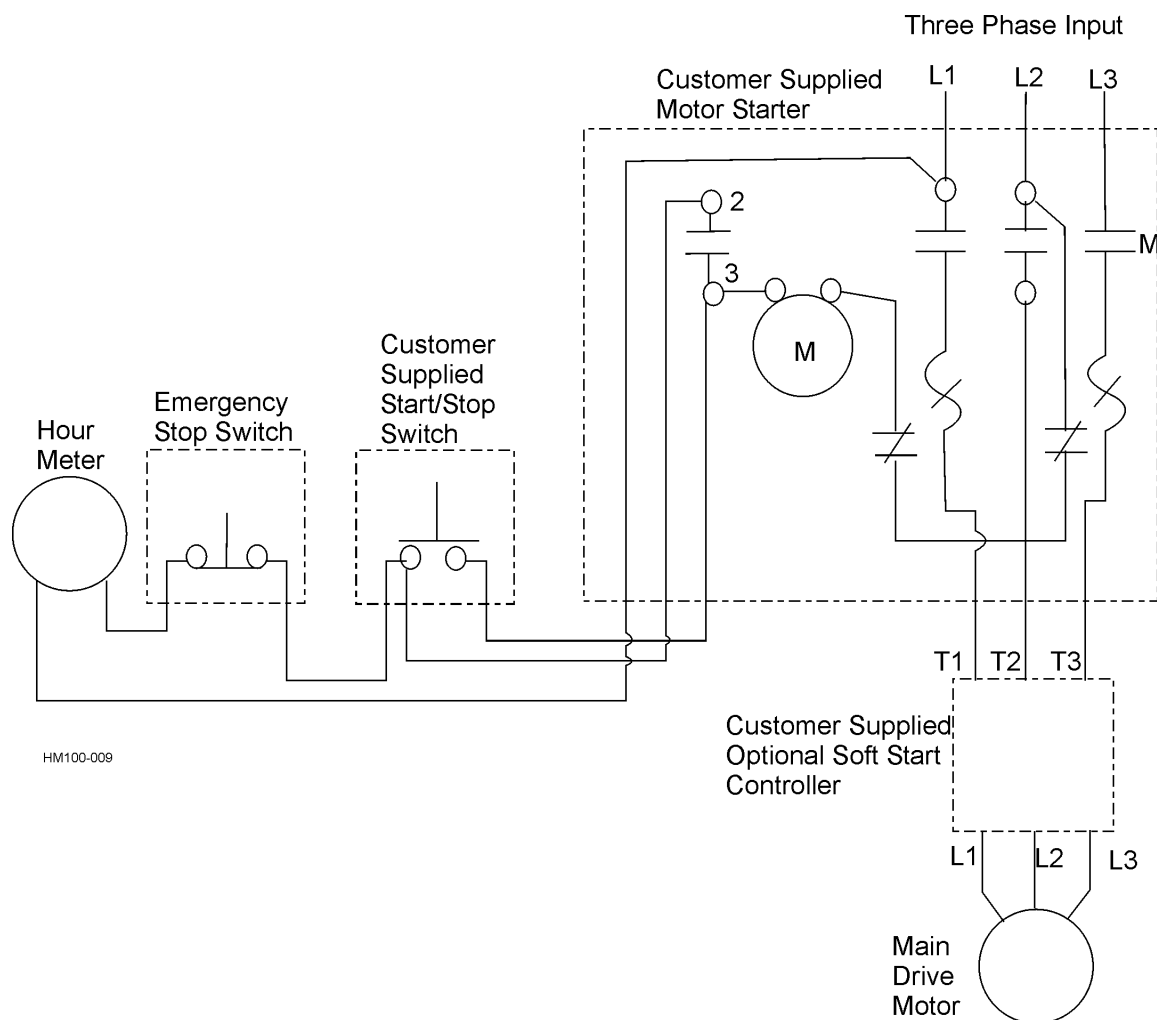 Three Phase Input
Customer Supplied
Motor Starter
L1
L2
L3
2
M
3
M
Customer
Supplied
Start/Stop
Switch
Emergency
Stop Switch
Hour
Meter
T1
T2
T3
Customer Supplied
Optional Soft Start
Controller
HM100-009
L1
L2
L3
Main
Drive
Motor